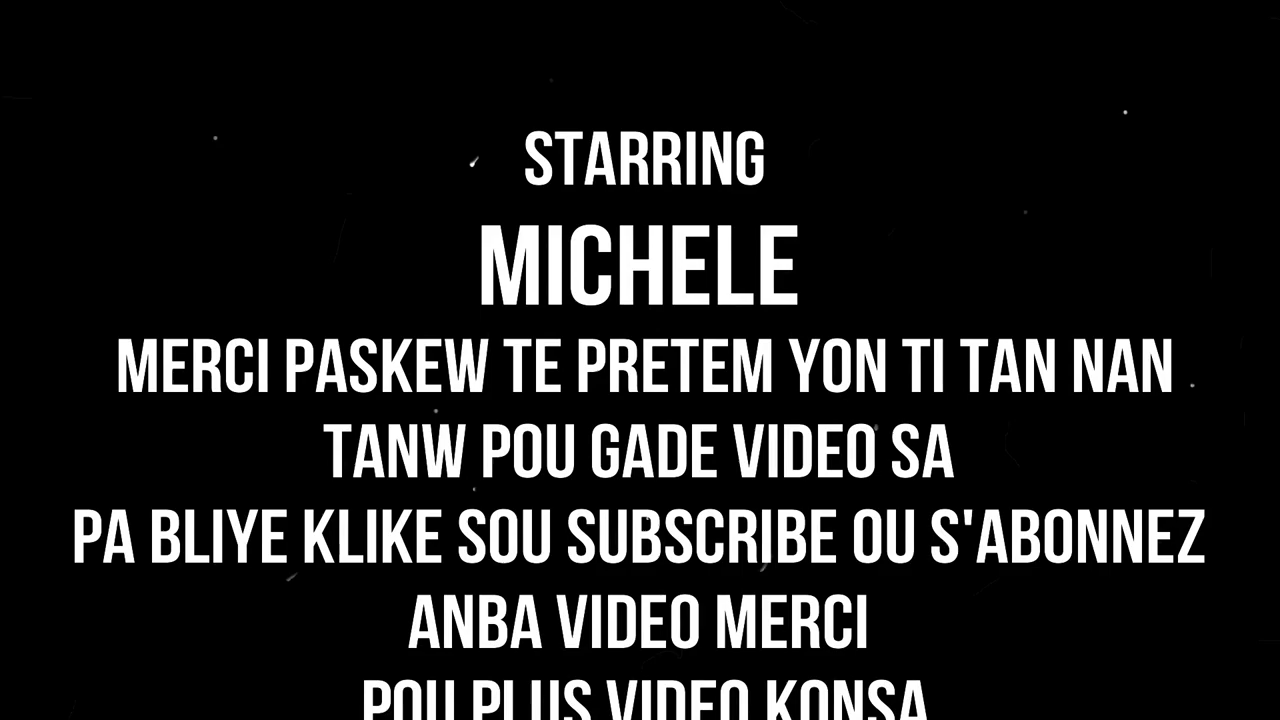 STARRING
MICHELE
MERCI PASKEW TE PRETEM YON TI TAN NAN
TANW POU GADE VIDEO SA
PA BLIYE KLIKE SOU SUBSCRIBE OU S'ABONNEZ
ANBA VIDEO MERCI
POU PLUS VIDEO KONSA